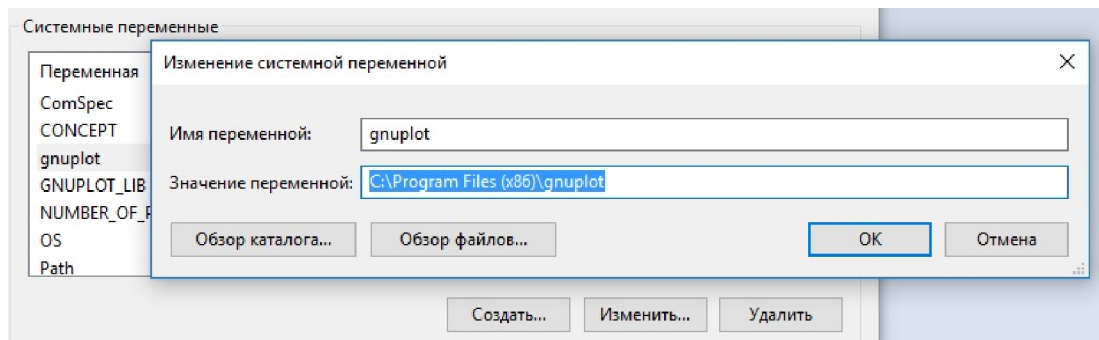 Системные переменные
Переменная
ComSpec
CONCEPT
gnuplot
GNUPLOT_LIB
NUMBER_OF_
OS
Path
Изменение системной переменной
Имя переменной: gnuplot
Значение переменной: C:\Program Files (x86)\gnuplot
Обзор каталога... Обзор файлов... OK Отмена
Создать... Изменить... Удалить